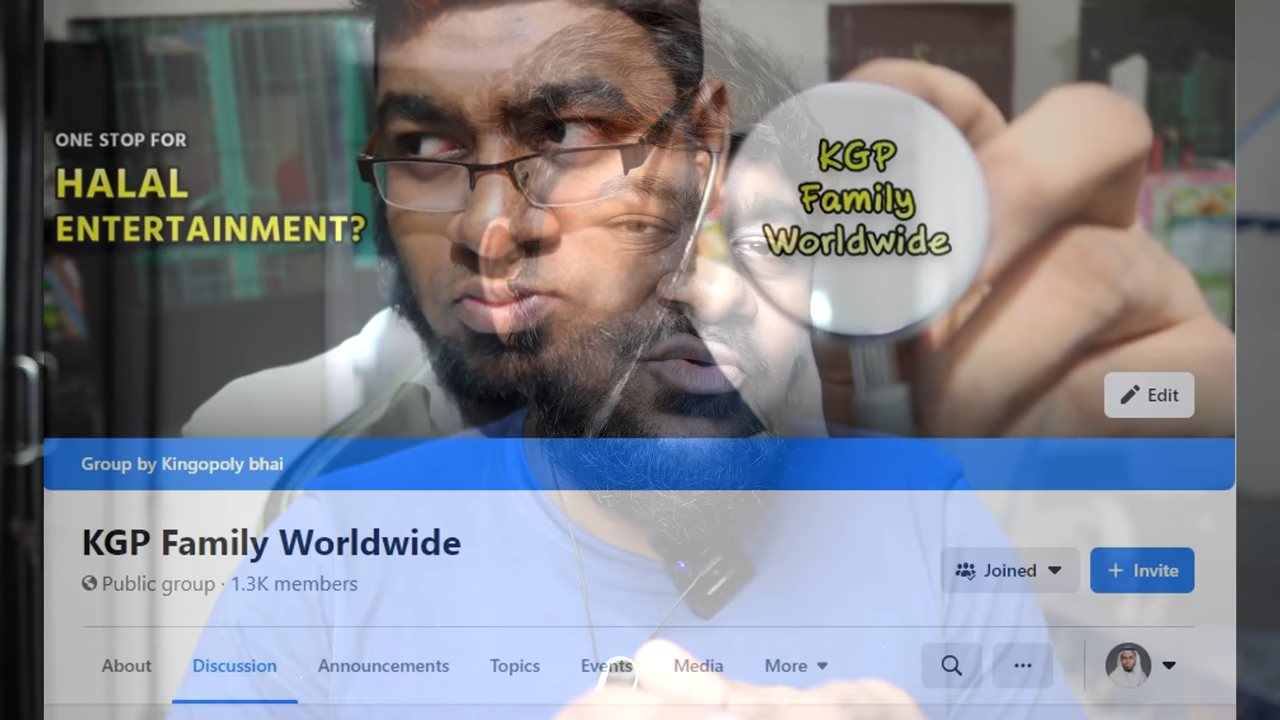 ONE STOP FOR
HALAL
ENTERTAINMENT?
KGP
Family
Worldwide
Edit
Group by Kingopoly bhai
KGP Family Worldwide
Public group · 1.3K members
Joined
+ Invite
About
Discussion
Announcements
Topics
Events
Media
More